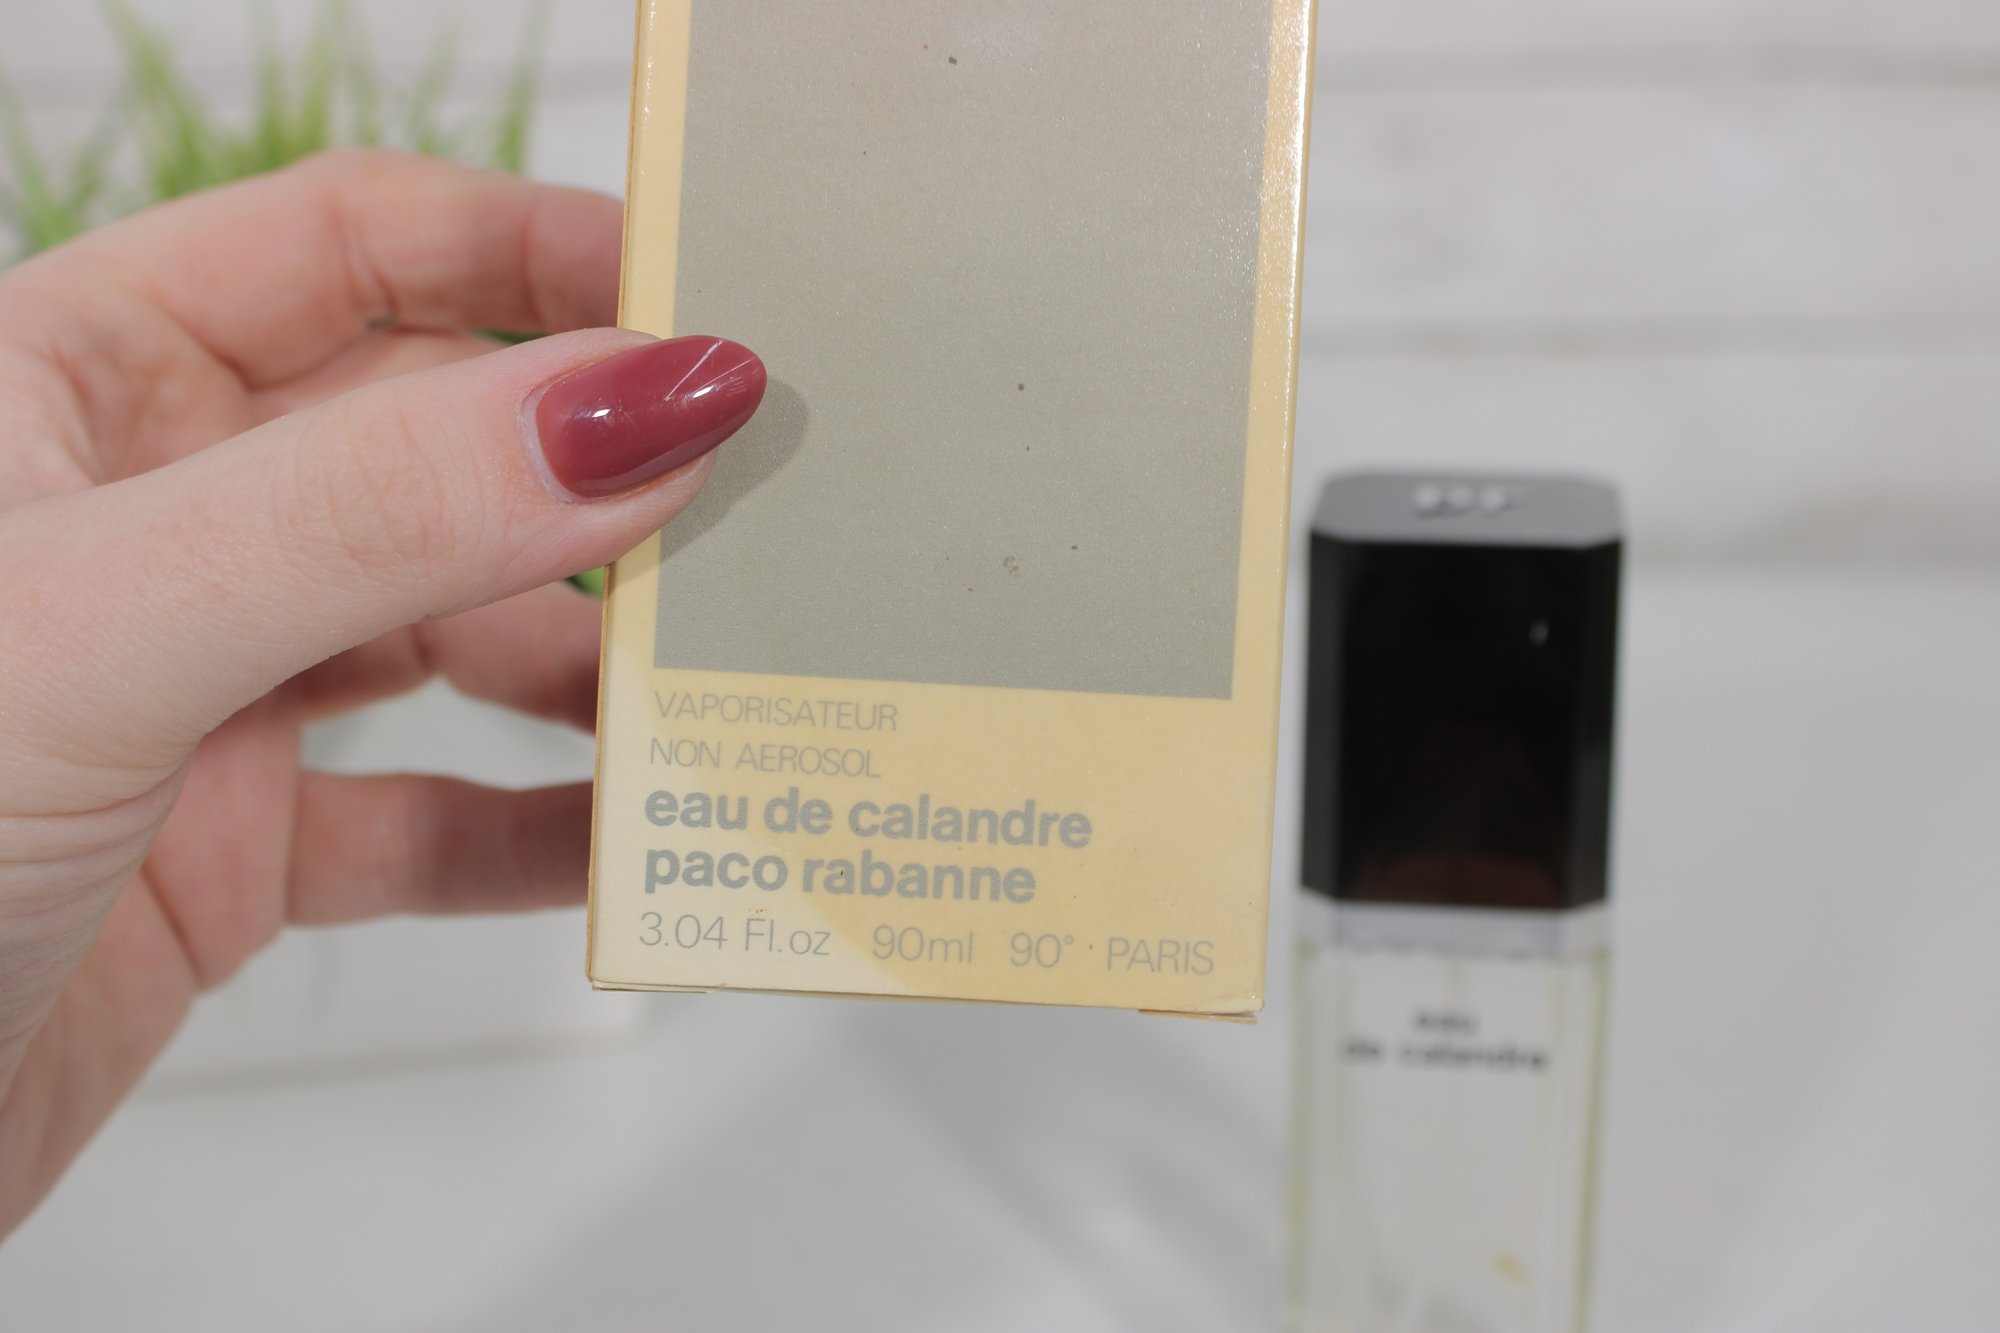 VAPORISATEUR
NON AEROSOL
eau de calandre
paco rabanne
3.04 Fl.oz 90ml 90° PARIS
eau
de calandre